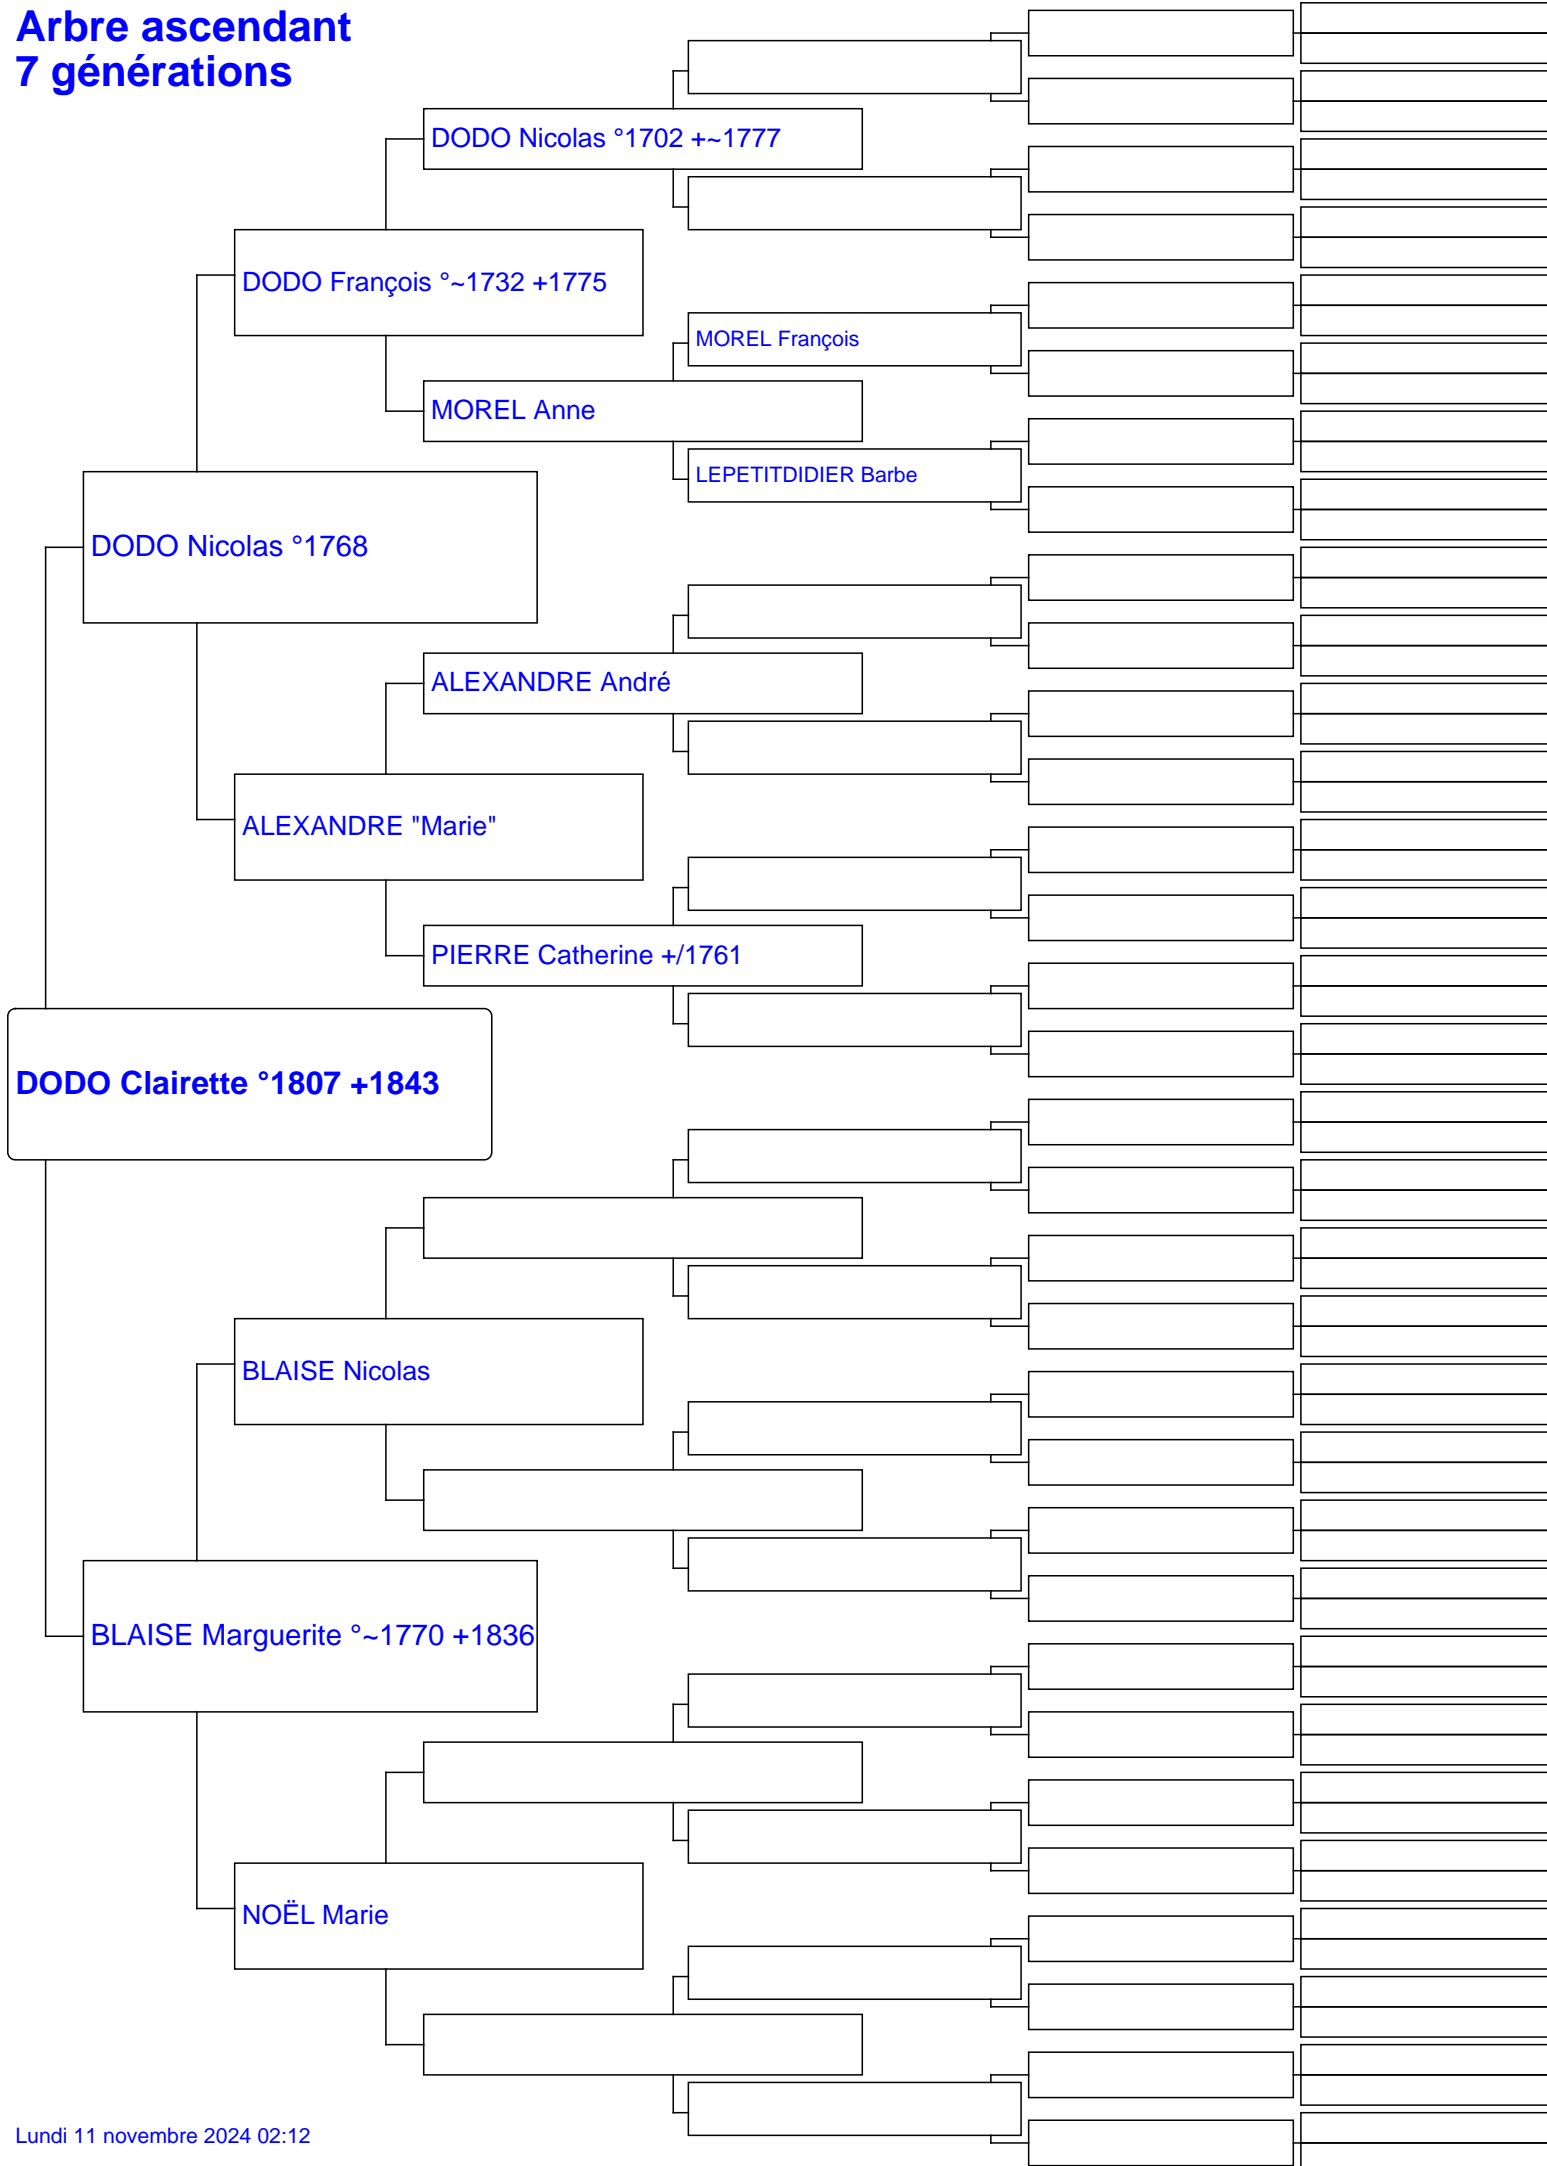 Arbre ascendant
7 générations
DODO Nicolas °1702 +~1777
DODO François °~1732 +1775
MOREL François
MOREL Anne
LEPETITDIDIER Barbe
DODO Nicolas °1768
ALEXANDRE André
ALEXANDRE "Marie"
PIERRE Catherine +/1761
DODO Clairette °1807 +1843
BLAISE Nicolas
BLAISE Marguerite °~1770 +1836
NOËL Marie
Lundi 11 novembre 2024 02:12